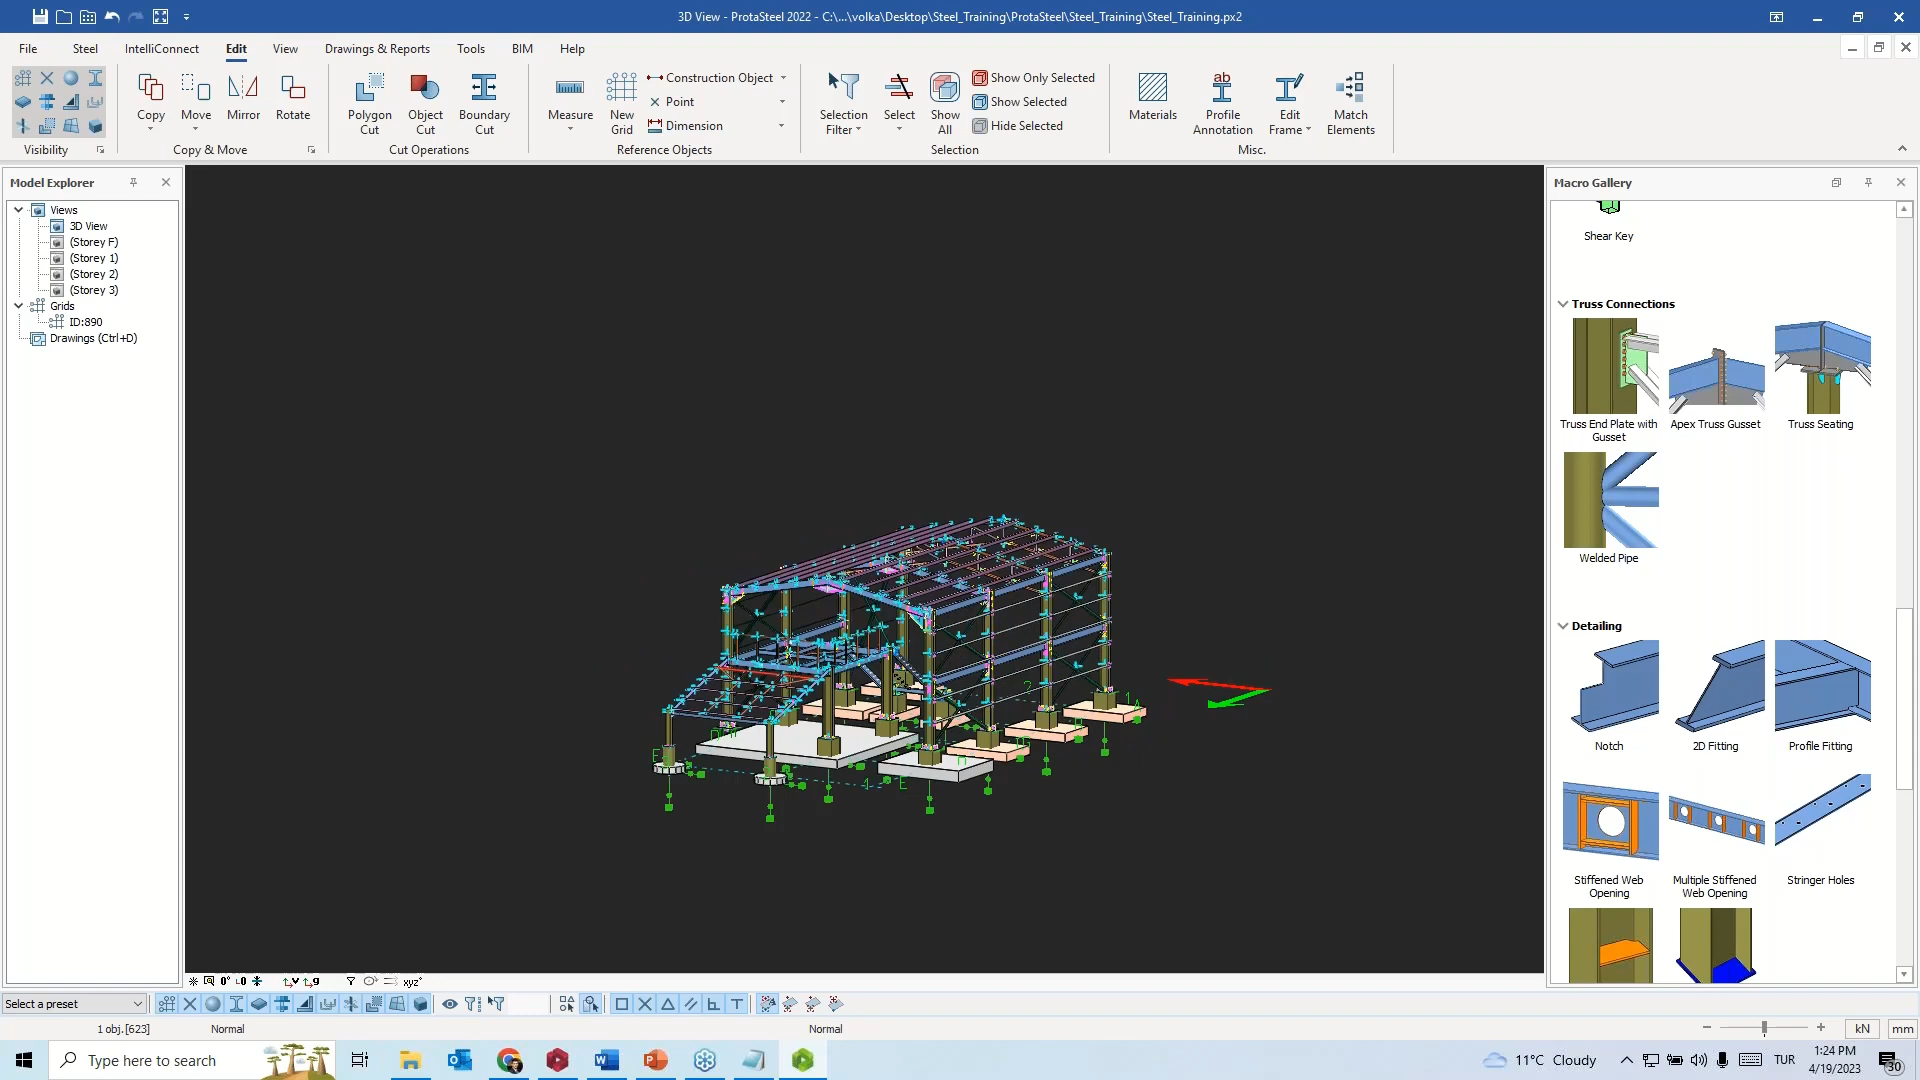 3D View - ProtaSteel 2022 - C:\...\volka\Desktop\Steel_Training\ProtaSteel\Steel_Training\Steel_Training.px2
File
Steel
IntelliConnect
Edit
View
Drawings & Reports
Tools
BIM
Help
Copy
Move
Mirror
Rotate
Polygon Cut
Object Cut
Boundary Cut
Measure
New Grid
Construction Object
Point
Dimension
Selection Filter
Select
Show All
Show Only Selected
Show Selected
Hide Selected
Materials
ab
Profile Annotation
Edit Frame
Match Elements
Visibility
Copy & Move
Cut Operations
Reference Objects
Selection
Misc.
Model Explorer
Views
3D View
(Storey F)
(Storey 1)
(Storey 2)
(Storey 3)
Grids
ID:890
Drawings (Ctrl+D)
Macro Gallery
Shear Key
Truss Connections
Truss End Plate with Gusset
Apex Truss Gusset
Truss Seating
Welded Pipe
Detailing
Notch
2D Fitting
Profile Fitting
Stiffened Web Opening
Multiple Stiffened Web Opening
Stringer Holes
xyz
Select a preset
1 obj.[623]
Normal
Normal
kN
mm
Type here to search
11°C Cloudy
TUR
1:24 PM
4/19/2023
30